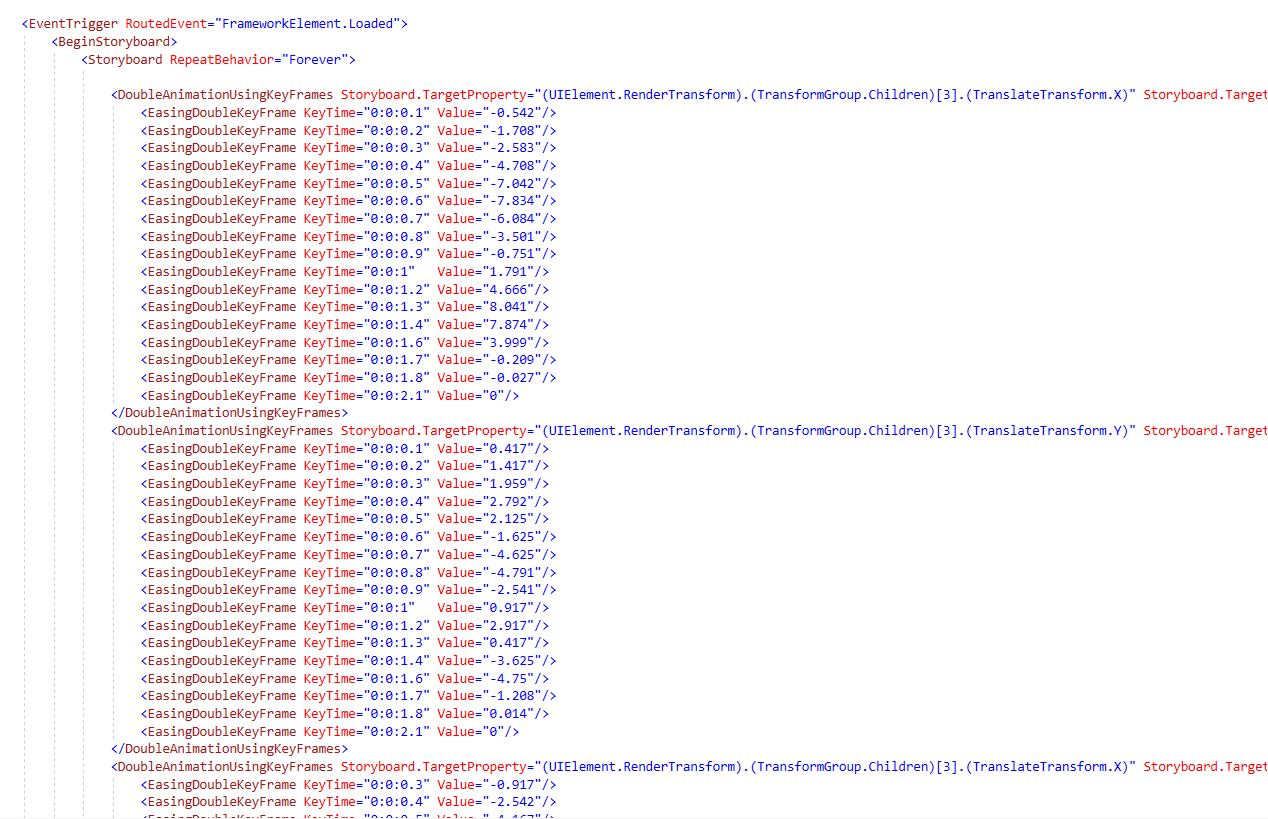 <EventTrigger RoutedEvent="FrameworkElement.Loaded">
<BeginStoryboard>
<Storyboard RepeatBehavior="Forever">
<DoubleAnimationUsingKeyFrames Storyboard.TargetProperty="(UIElement.RenderTransform).(TransformGroup.Children)[3].(TranslateTransform.X)" Storyboard.Target
<EasingDoubleKeyFrame KeyTime="0:0:0.1" Value="-0.542"/>
<EasingDoubleKeyFrame KeyTime="0:0:0.2" Value="-1.708"/>
<EasingDoubleKeyFrame KeyTime="0:0:0.3" Value="-2.583"/>
<EasingDoubleKeyFrame KeyTime="0:0:0.4" Value="-4.708"/>
<EasingDoubleKeyFrame KeyTime="0:0:0.5" Value="-7.042"/>
<EasingDoubleKeyFrame KeyTime="0:0:0.6" Value="-7.834"/>
<EasingDoubleKeyFrame KeyTime="0:0:0.7" Value="-6.084"/>
<EasingDoubleKeyFrame KeyTime="0:0:0.8" Value="-3.501"/>
<EasingDoubleKeyFrame KeyTime="0:0:0.9" Value="-0.751"/>
<EasingDoubleKeyFrame KeyTime="0:0:1"   Value="1.791"/>
<EasingDoubleKeyFrame KeyTime="0:0:1.2" Value="4.666"/>
<EasingDoubleKeyFrame KeyTime="0:0:1.3" Value="8.041"/>
<EasingDoubleKeyFrame KeyTime="0:0:1.4" Value="7.874"/>
<EasingDoubleKeyFrame KeyTime="0:0:1.6" Value="3.999"/>
<EasingDoubleKeyFrame KeyTime="0:0:1.7" Value="-0.209"/>
<EasingDoubleKeyFrame KeyTime="0:0:1.8" Value="-0.027"/>
<EasingDoubleKeyFrame KeyTime="0:0:2.1" Value="0"/>
</DoubleAnimationUsingKeyFrames>
<DoubleAnimationUsingKeyFrames Storyboard.TargetProperty="(UIElement.RenderTransform).(TransformGroup.Children)[3].(TranslateTransform.Y)" Storyboard.Target
<EasingDoubleKeyFrame KeyTime="0:0:0.1" Value="0.417"/>
<EasingDoubleKeyFrame KeyTime="0:0:0.2" Value="1.417"/>
<EasingDoubleKeyFrame KeyTime="0:0:0.3" Value="1.959"/>
<EasingDoubleKeyFrame KeyTime="0:0:0.4" Value="2.792"/>
<EasingDoubleKeyFrame KeyTime="0:0:0.5" Value="2.125"/>
<EasingDoubleKeyFrame KeyTime="0:0:0.6" Value="-1.625"/>
<EasingDoubleKeyFrame KeyTime="0:0:0.7" Value="-4.625"/>
<EasingDoubleKeyFrame KeyTime="0:0:0.8" Value="-4.791"/>
<EasingDoubleKeyFrame KeyTime="0:0:0.9" Value="-2.541"/>
<EasingDoubleKeyFrame KeyTime="0:0:1"   Value="0.917"/>
<EasingDoubleKeyFrame KeyTime="0:0:1.2" Value="2.917"/>
<EasingDoubleKeyFrame KeyTime="0:0:1.3" Value="0.417"/>
<EasingDoubleKeyFrame KeyTime="0:0:1.4" Value="-3.625"/>
<EasingDoubleKeyFrame KeyTime="0:0:1.6" Value="-4.75"/>
<EasingDoubleKeyFrame KeyTime="0:0:1.7" Value="-1.208"/>
<EasingDoubleKeyFrame KeyTime="0:0:1.8" Value="0.014"/>
<EasingDoubleKeyFrame KeyTime="0:0:2.1" Value="0"/>
</DoubleAnimationUsingKeyFrames>
<DoubleAnimationUsingKeyFrames Storyboard.TargetProperty="(UIElement.RenderTransform).(TransformGroup.Children)[3].(TranslateTransform.X)" Storyboard.Target
<EasingDoubleKeyFrame KeyTime="0:0:0.3" Value="-0.917"/>
<EasingDoubleKeyFrame KeyTime="0:0:0.4" Value="-2.542"/>
<EasingDoubleKeyFrame KeyTime="0:0:0.5" Value="-4.167"/>